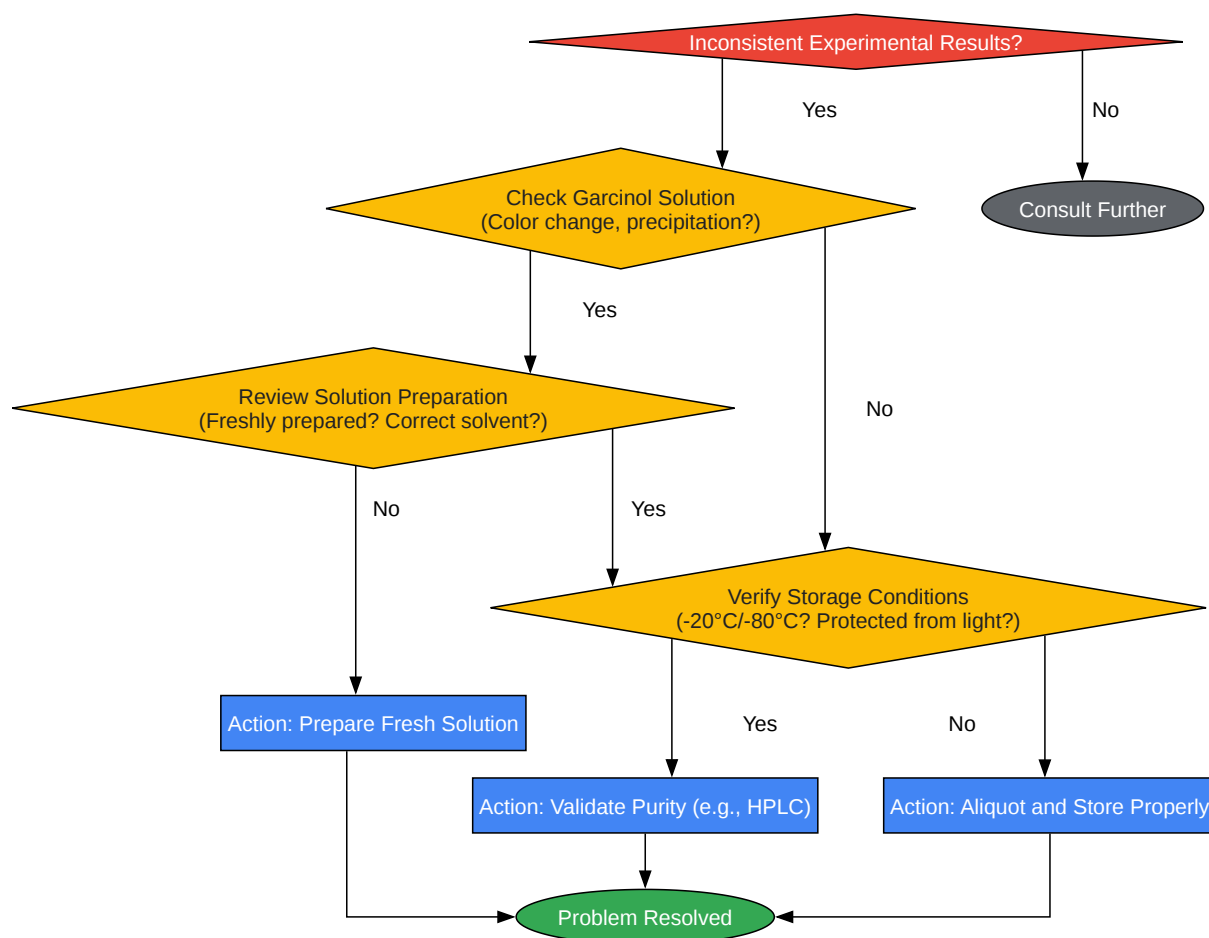 Inconsistent Experimental Results?
Yes
No
Check Garcinol Solution
(Color change, precipitation?)
Consult Further
Yes
Review Solution Preparation
(Freshly prepared? Correct solvent?)
No
No
Yes
Verify Storage Conditions
(-20°C/-80°C? Protected from light?)
Action: Prepare Fresh Solution
Yes
No
Action: Validate Purity (e.g., HPLC)
Action: Aliquot and Store Properly
Problem Resolved